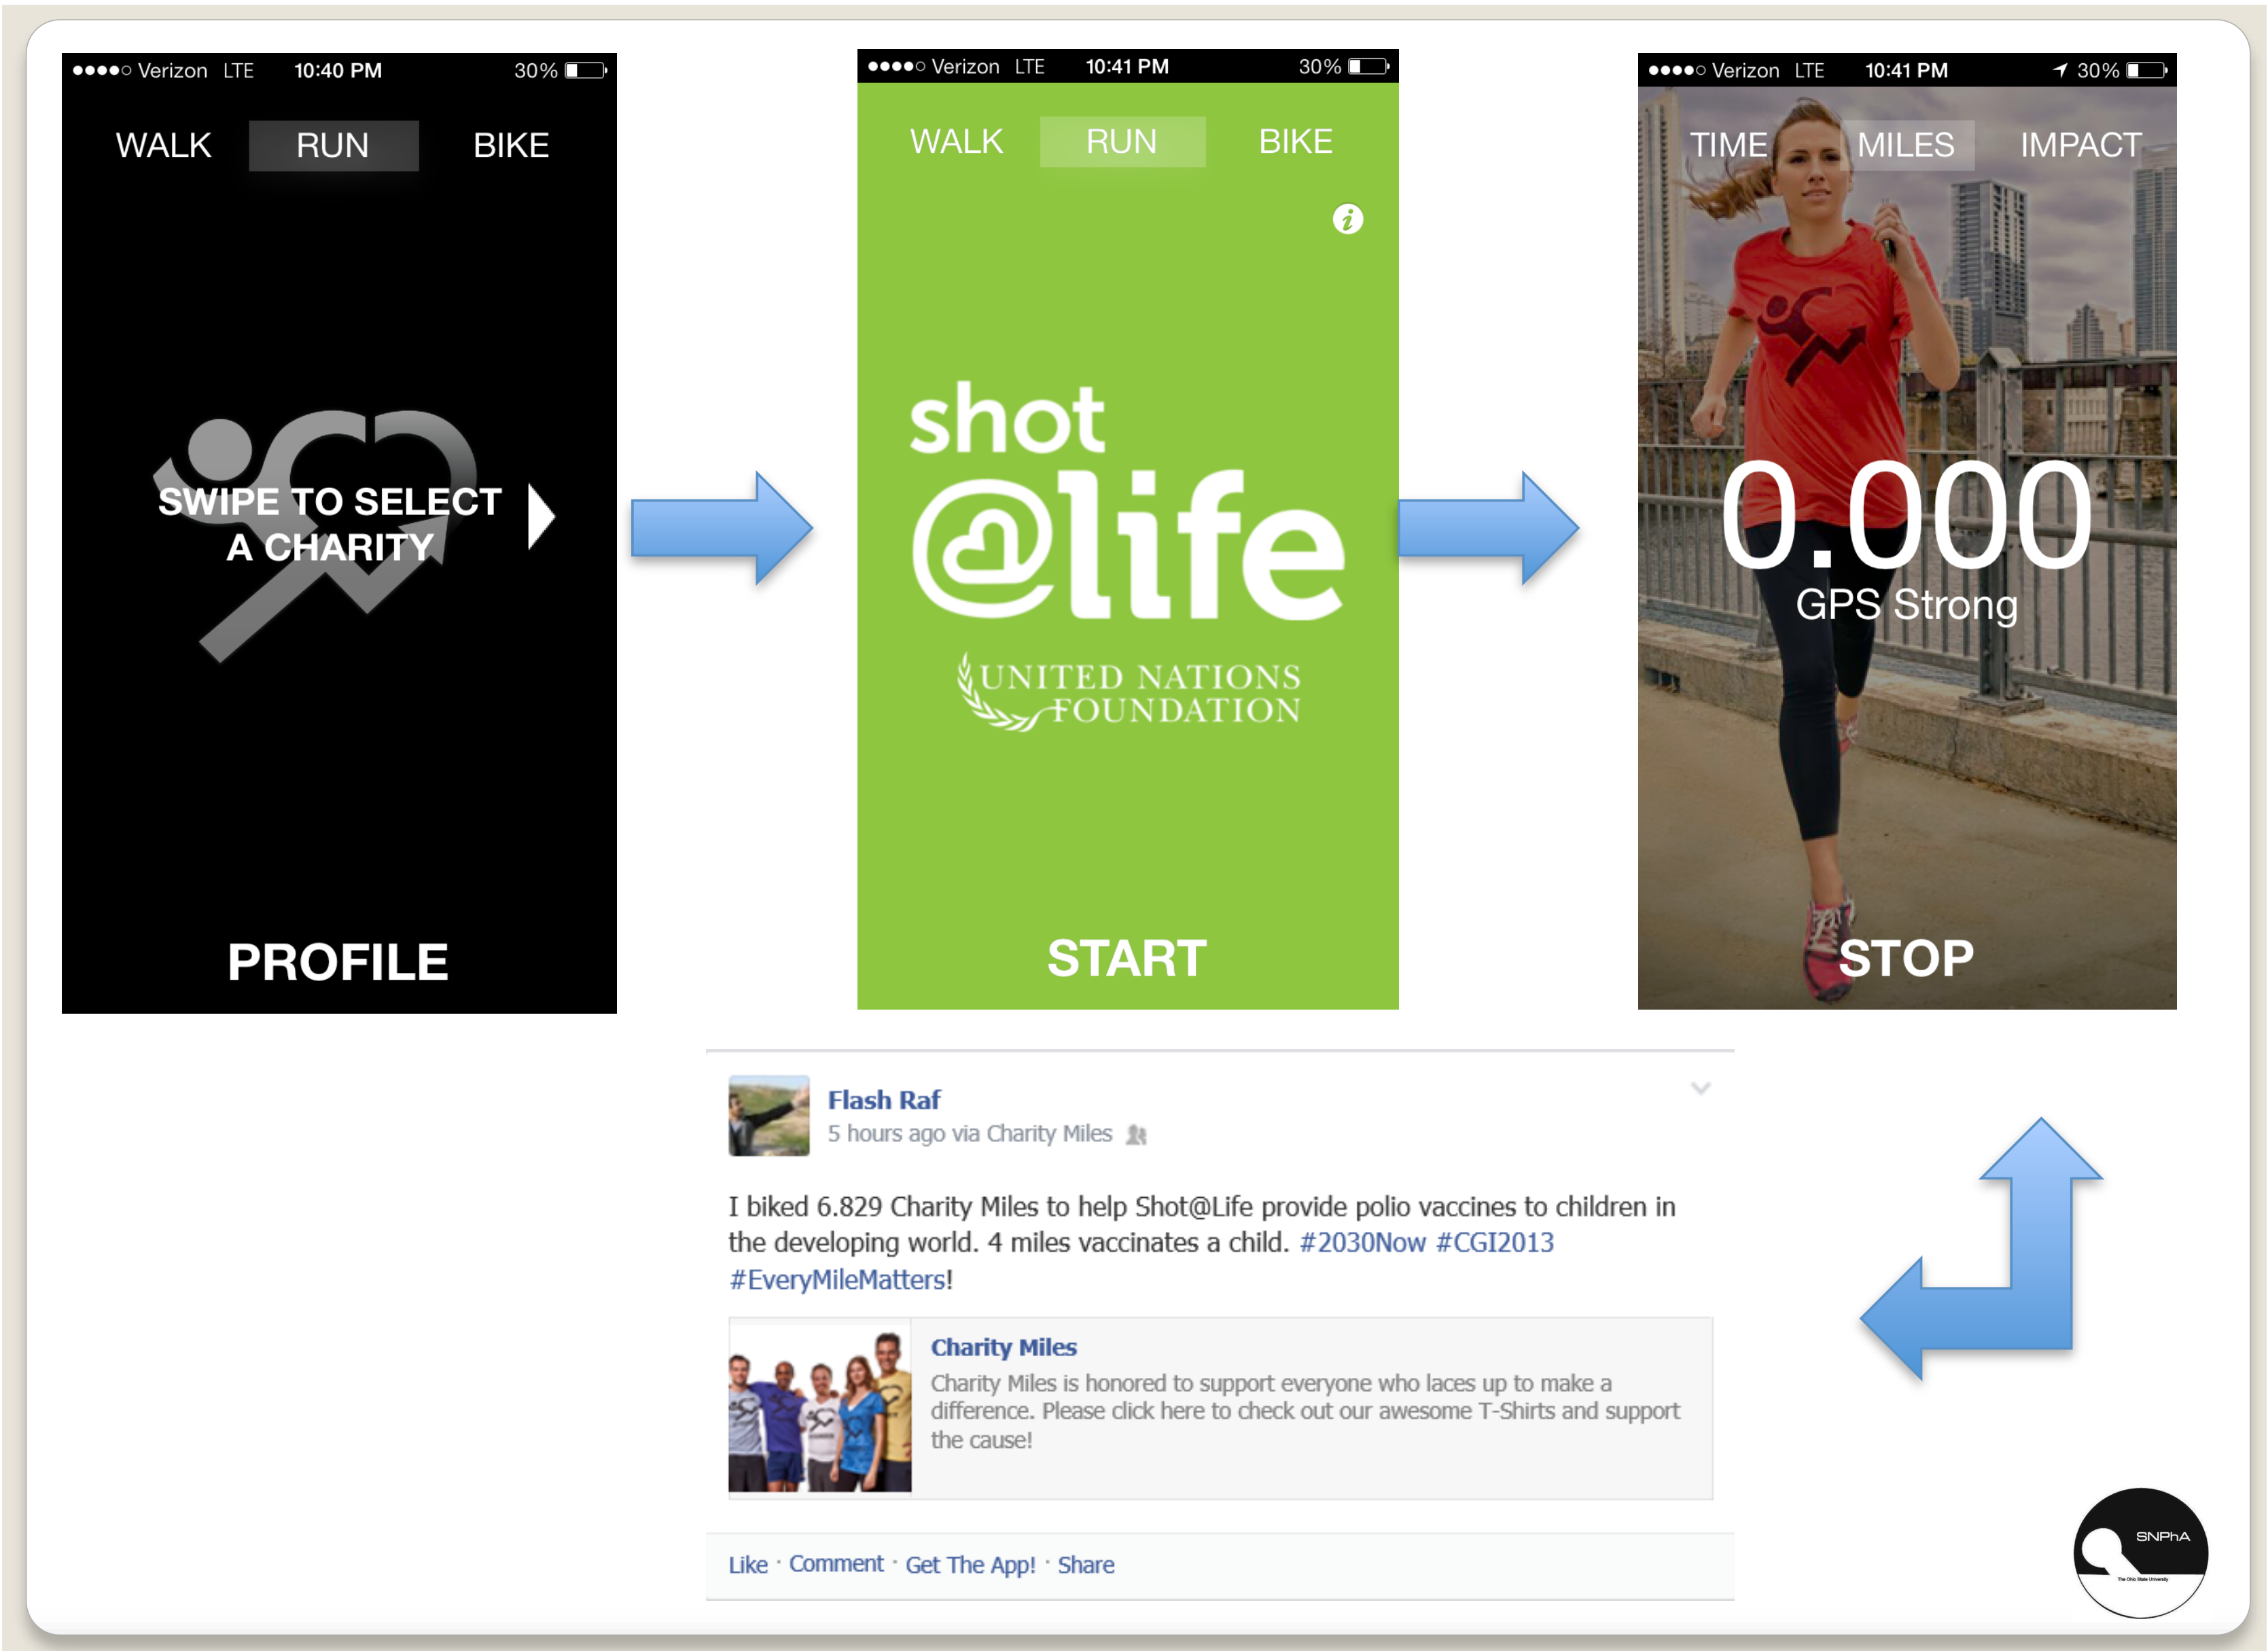 Verizon LTE 10:40 PM 30%
WALK RUN BIKE
SWIPE TO SELECT
A CHARITY
PROFILE
Verizon LTE 10:41 PM 30%
WALK RUN BIKE
i
shot
@life
UNITED NATIONS
FOUNDATION
START
Verizon LTE 10:41 PM 30%
TIME MILES IMPACT
0.000
GPS Strong
STOP
Flash Raf
5 hours ago via Charity Miles
I biked 6.829 Charity Miles to help Shot@Life provide polio vaccines to children in
the developing world. 4 miles vaccinates a child. #2030Now #CGI2013
#EveryMileMatters!
Charity Miles
Charity Miles is honored to support everyone who laces up to make a
difference. Please click here to check out our awesome T-Shirts and support
the cause!
Like · Comment · Get The App! · Share
SNPhA
The Ohio State University